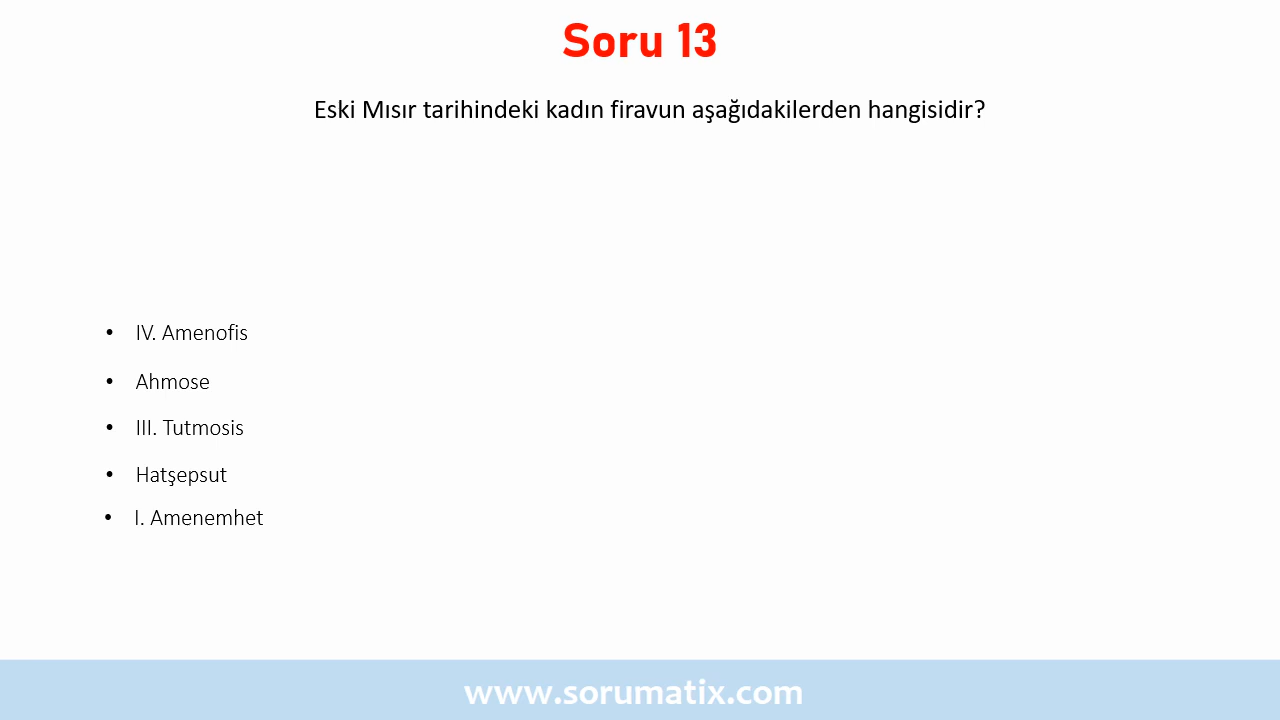 Soru 13
Eski Mısır tarihindeki kadın firavun aşağıdakilerden hangisidir?
• IV. Amenofis
• Ahmose
• III. Tutmosis
• Hatşepsut
• I. Amenemhet
www.sorumatix.com